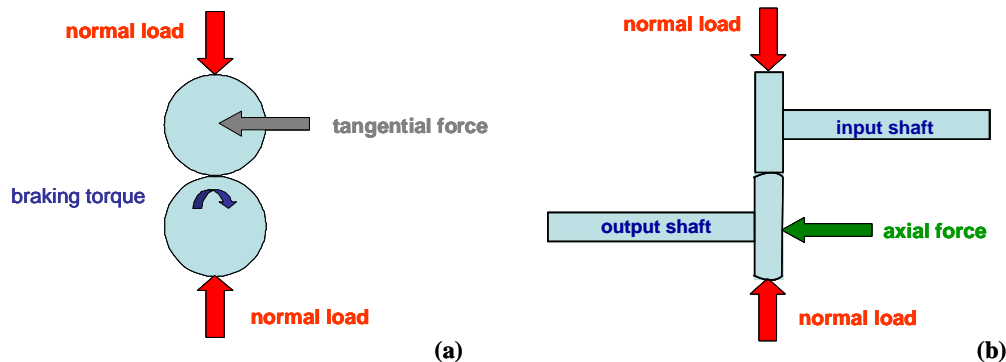 normal load
tangential force
braking torque
normal load
(a)
normal load
input shaft
output shaft
axial force
normal load
(b)